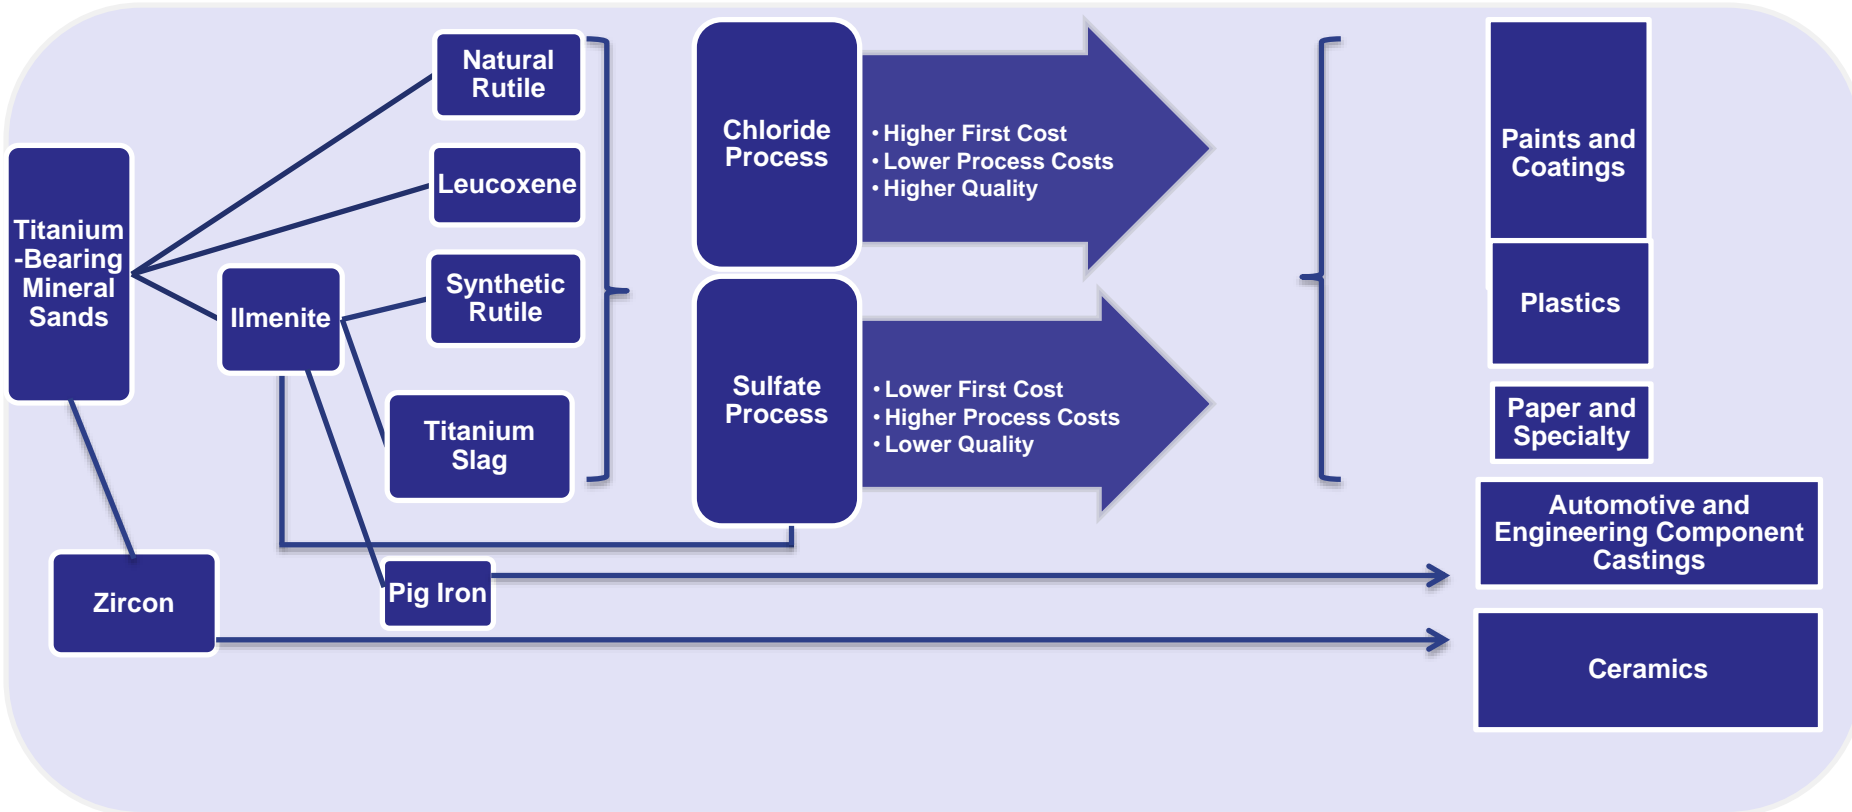 Titanium
-Bearing
Mineral
Sands
Natural
Rutile
Leucoxene
Ilmenite
Synthetic
Rutile
Titanium
Slag
Zircon
Pig Iron
Chloride
Process
• Higher First Cost
• Lower Process Costs
• Higher Quality
Sulfate
Process
• Lower First Cost
• Higher Process Costs
• Lower Quality
Paints and
Coatings
Plastics
Paper and
Specialty
Automotive and
Engineering Component
Castings
Ceramics